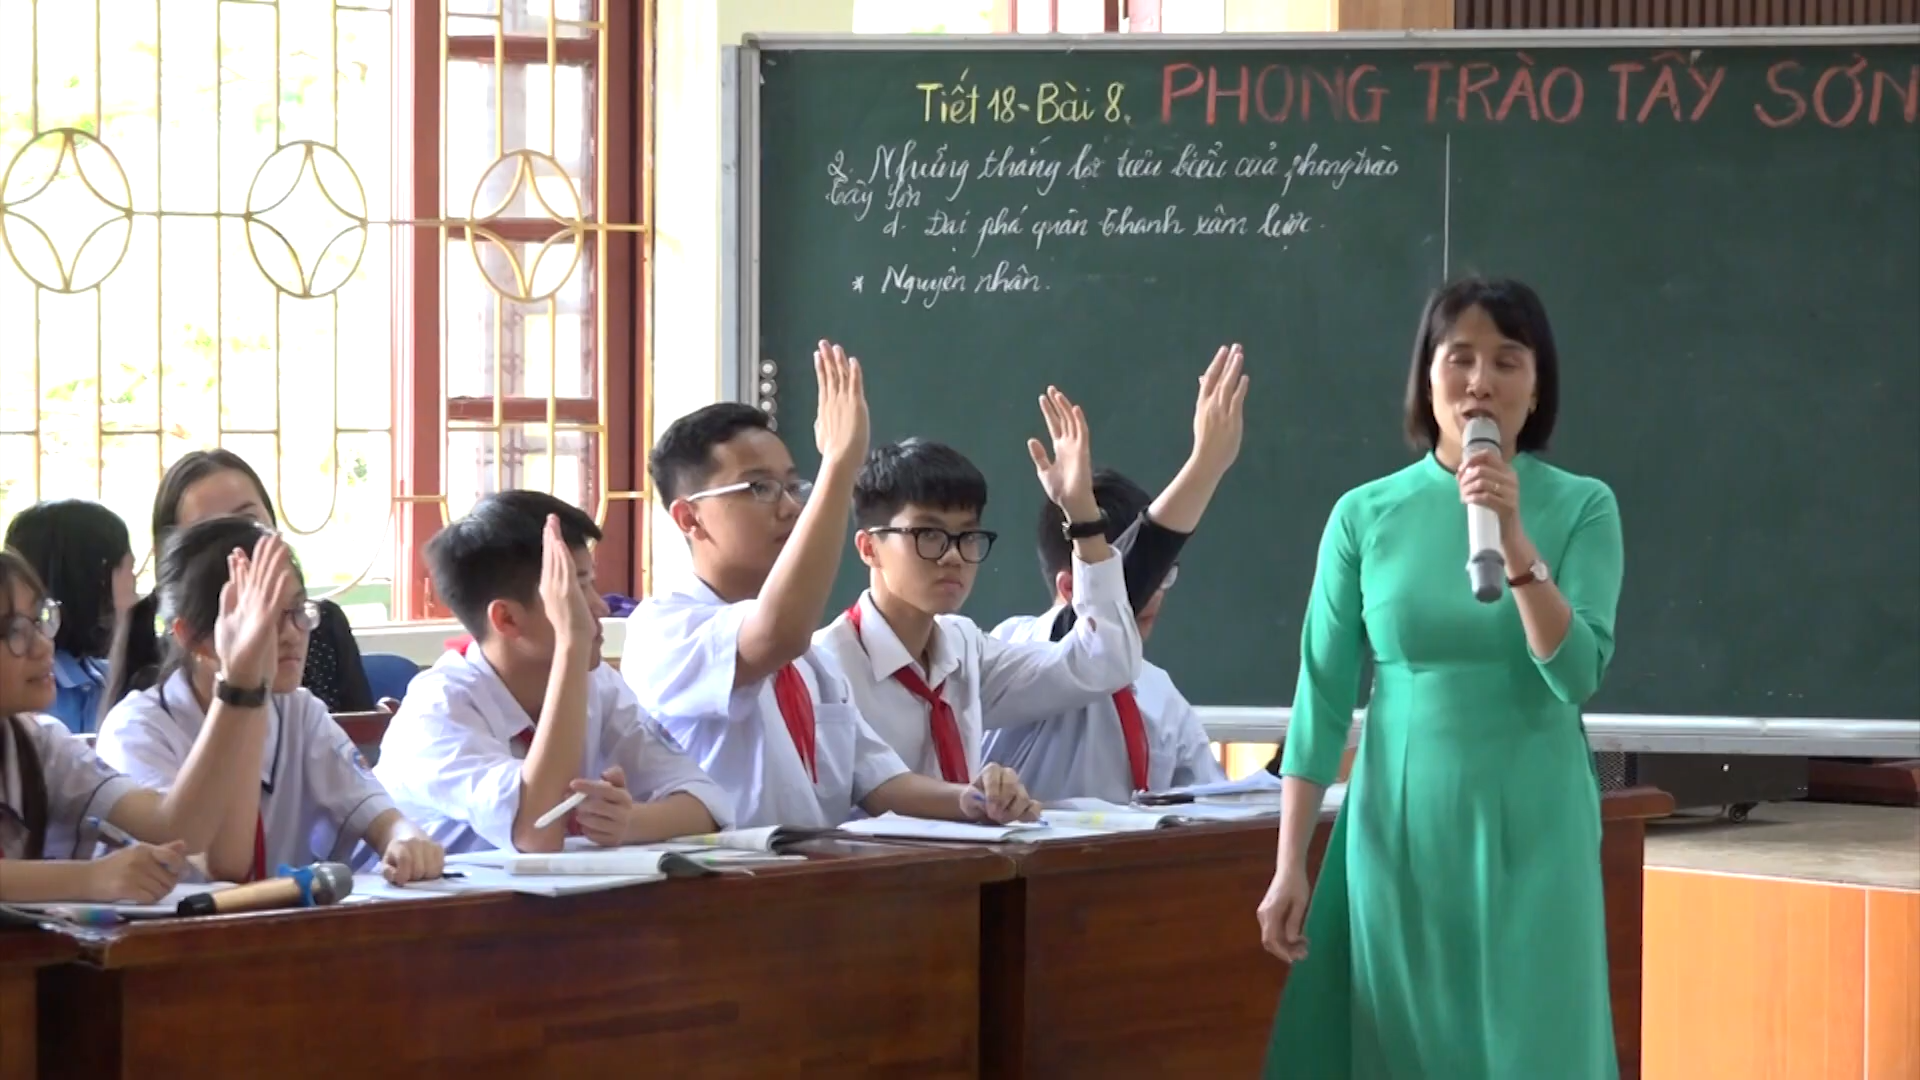 Tiết 18 - Bài 8. PHONG TRÀO TÂY SƠN
2. Những thắng lợi tiêu biểu của phong trào
Tây Sơn
d. Đại phá quân Thanh xâm lược.
* Nguyên nhân.